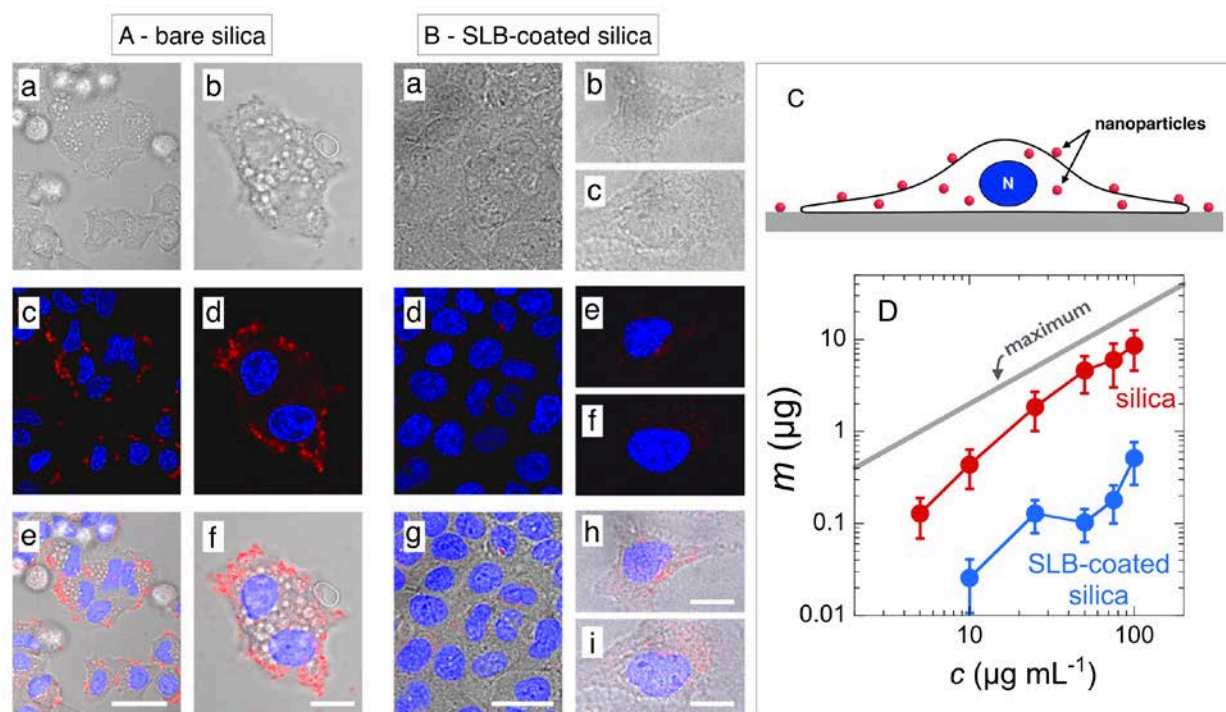 A - bare silica
a
b
c
d
e
f
B - SLB-coated silica
a
b
c
d
e
f
g
h
i
C
nanoparticles
N
D
maximum
silica
SLB-coated
silica
10
1
0.1
0.01
m (µg)
10
100
c (µg mL⁻¹)